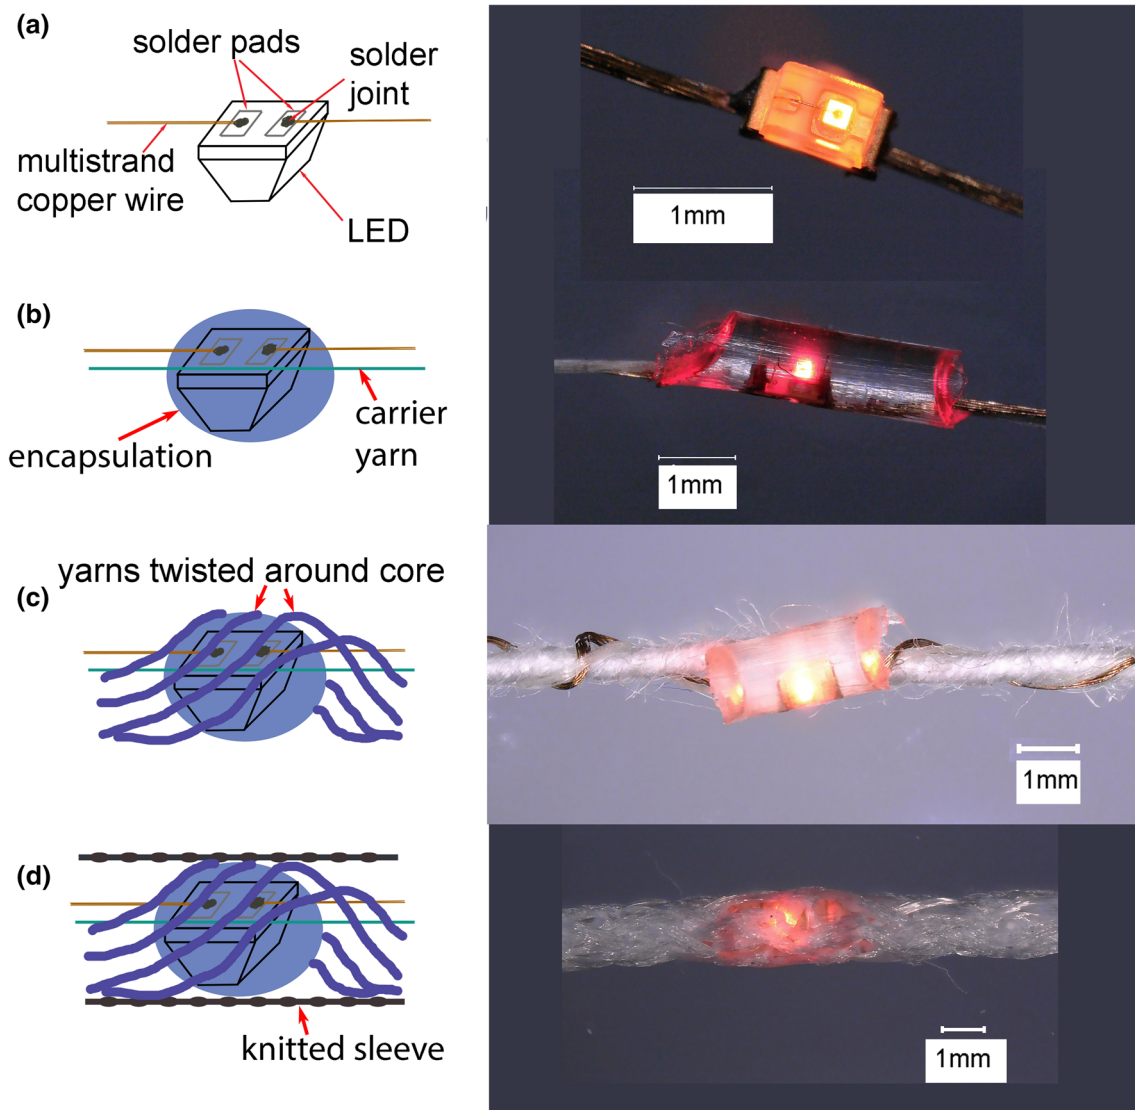 (a)
solder pads
solder
joint
multistrand
copper wire
LED
1mm
(b)
carrier
yarn
encapsulation
1mm
yarns twisted around core
(c)
1mm
(d)
knitted sleeve
1mm